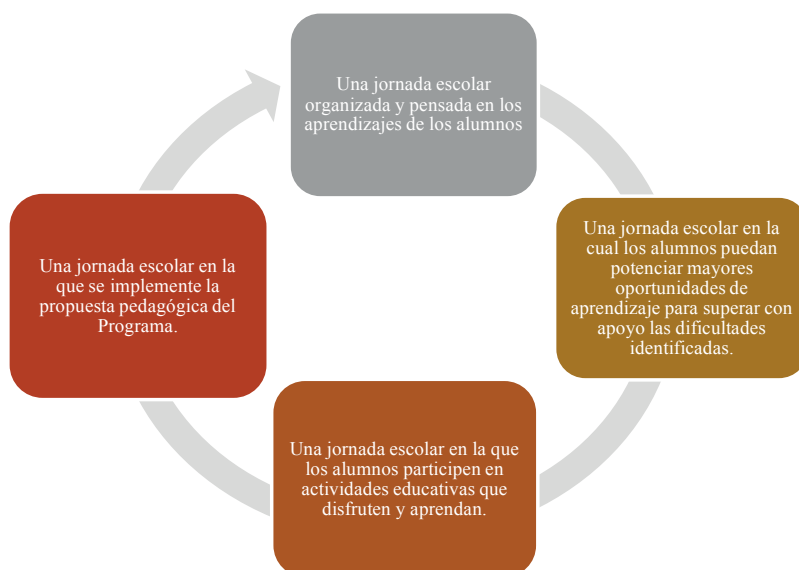 Una jornada escolar
organizada y pensada en los
aprendizajes de los alumnos
Una jornada escolar en la
cual los alumnos puedan
potenciar mayores
oportunidades de
aprendizaje para superar con
apoyo las dificultades
identificadas.
Una jornada escolar en la que
los alumnos participen en
actividades educativas que
disfruten y aprendan.
Una jornada escolar en la
que se implemente la
propuesta pedagógica del
Programa.